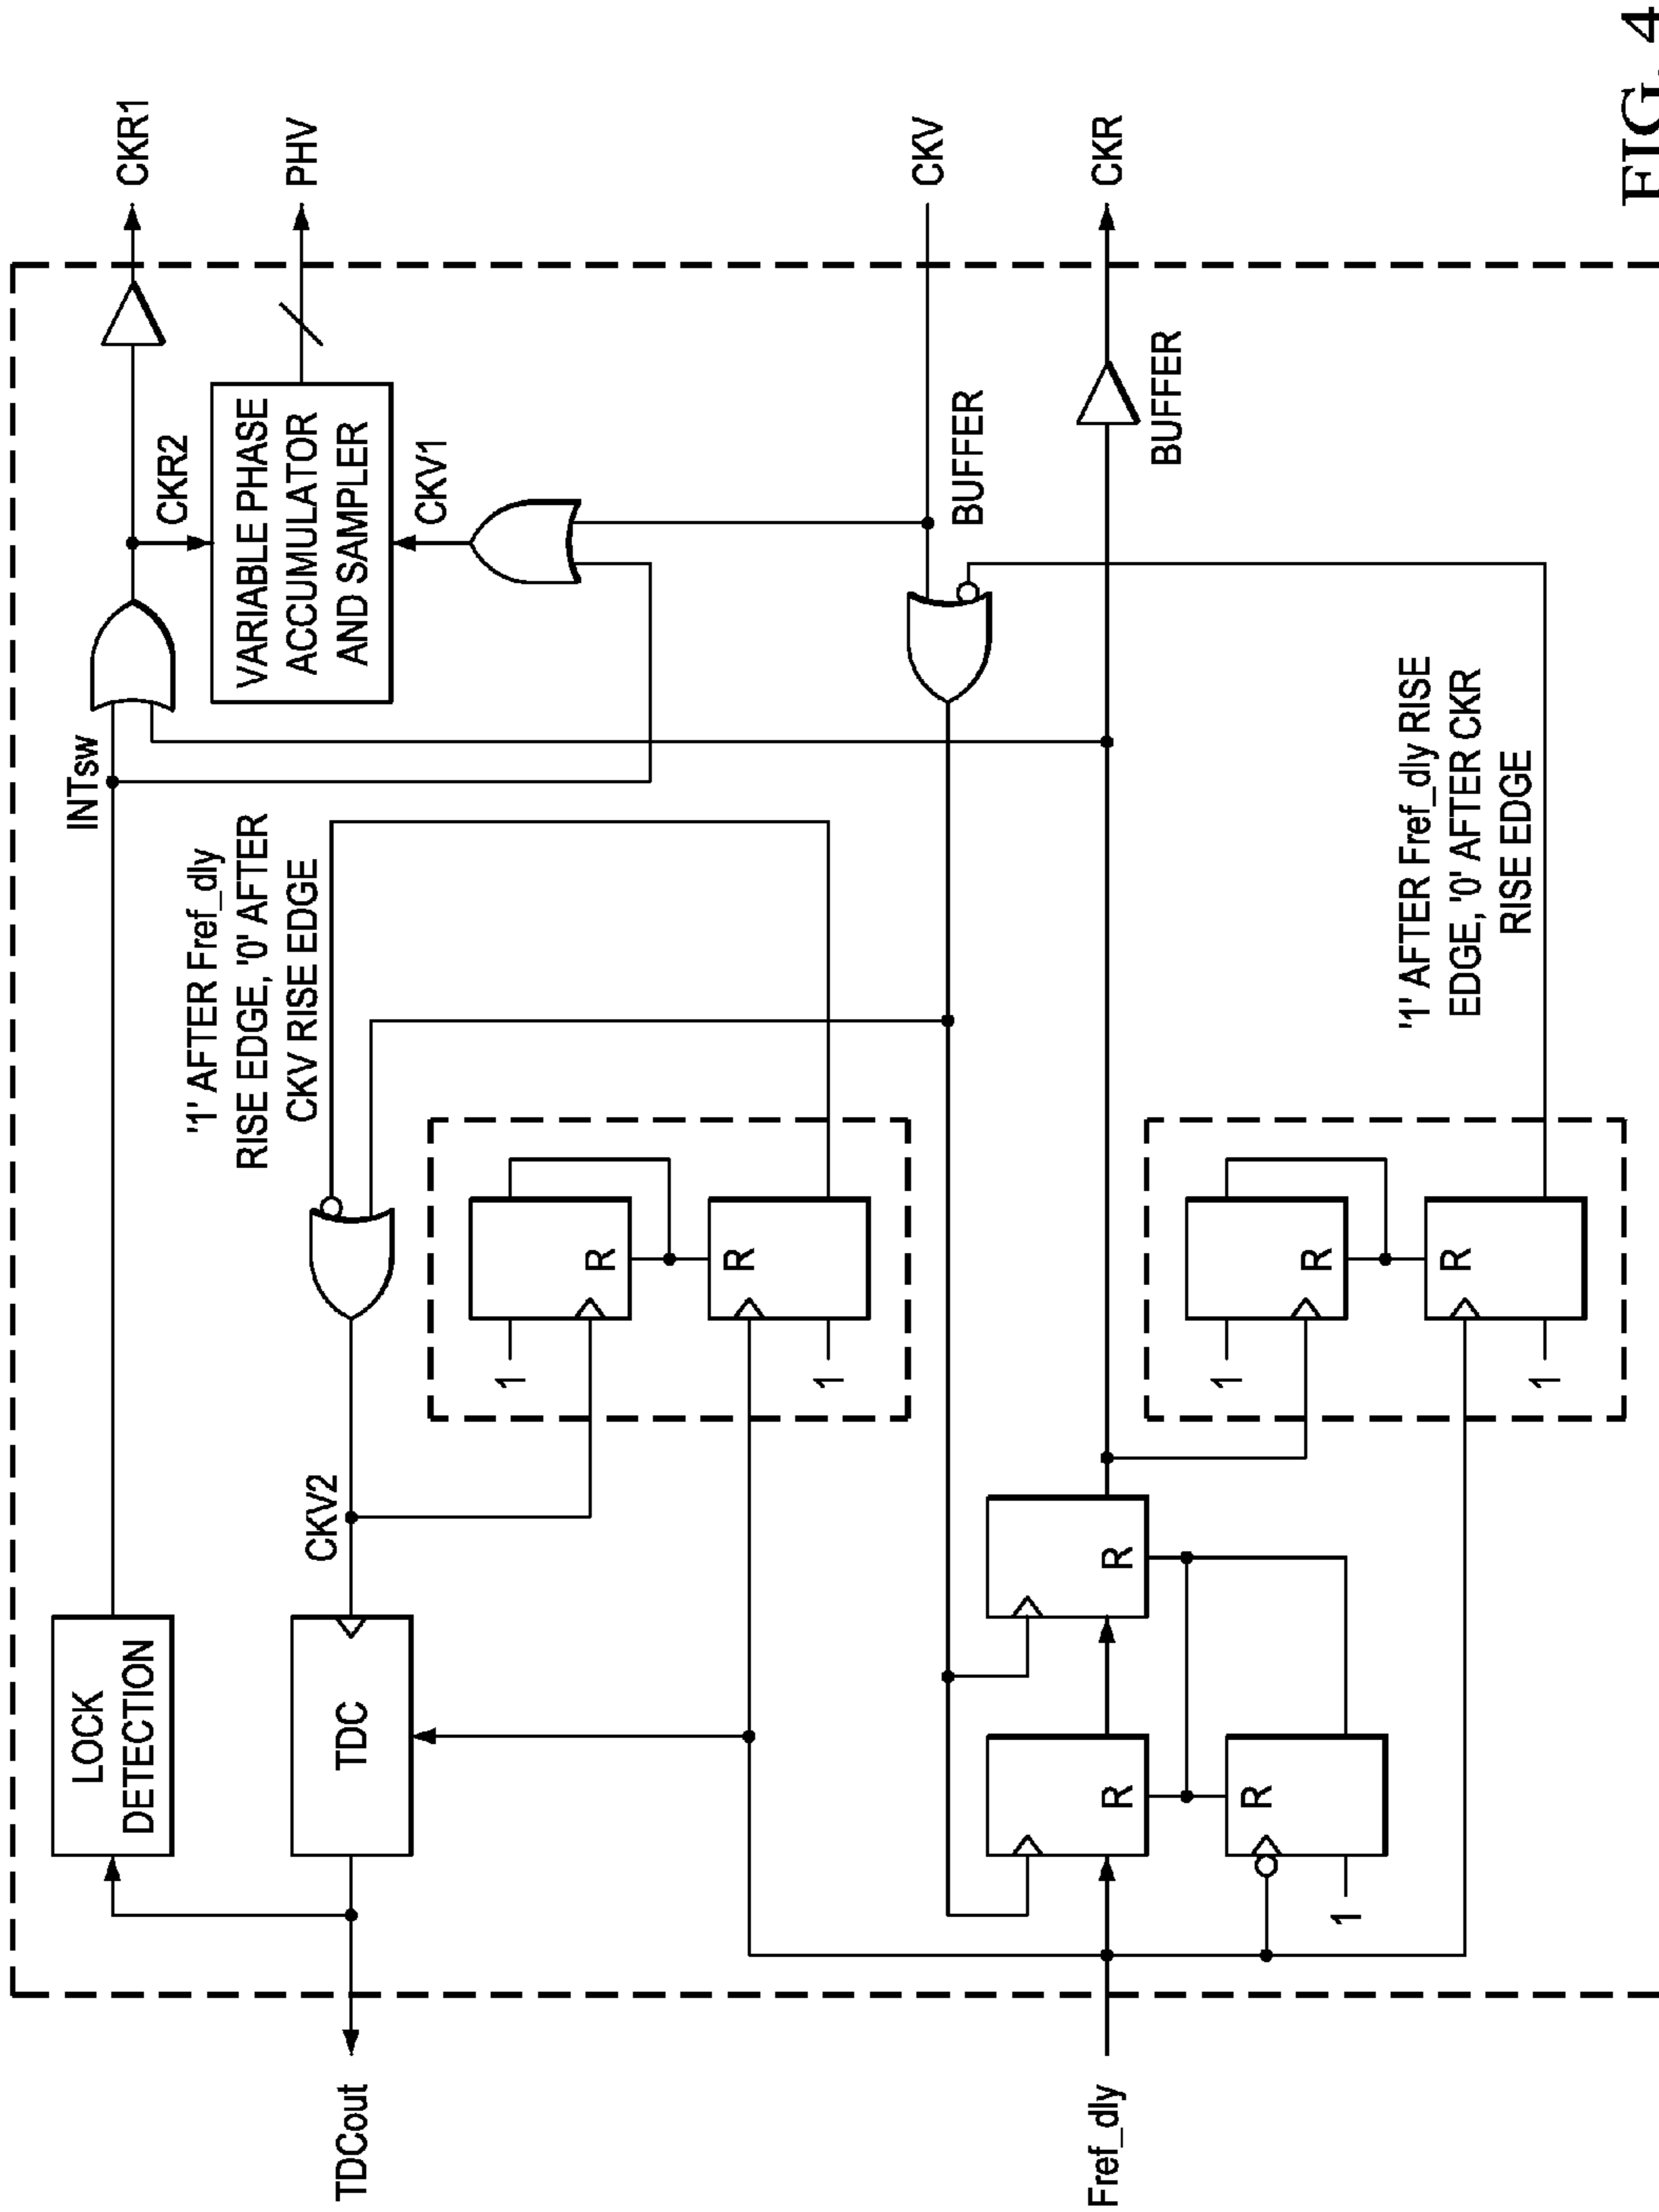 LOCK
DETECTION
INTsw
CKR1
CKR2
VARIABLE PHASE
ACCUMULATOR
AND SAMPLER
PHV
CKV1
TDCout
TDC
CKV2
'1' AFTER Fref_dly
RISE EDGE, '0' AFTER
CKV RISE EDGE
1
R
1
R
BUFFER
CKV
Fref_dly
R
R
1
R
BUFFER
CKR
1
R
1
R
'1' AFTER Fref_dly RISE
EDGE, '0' AFTER CKR
RISE EDGE
FIG. 4